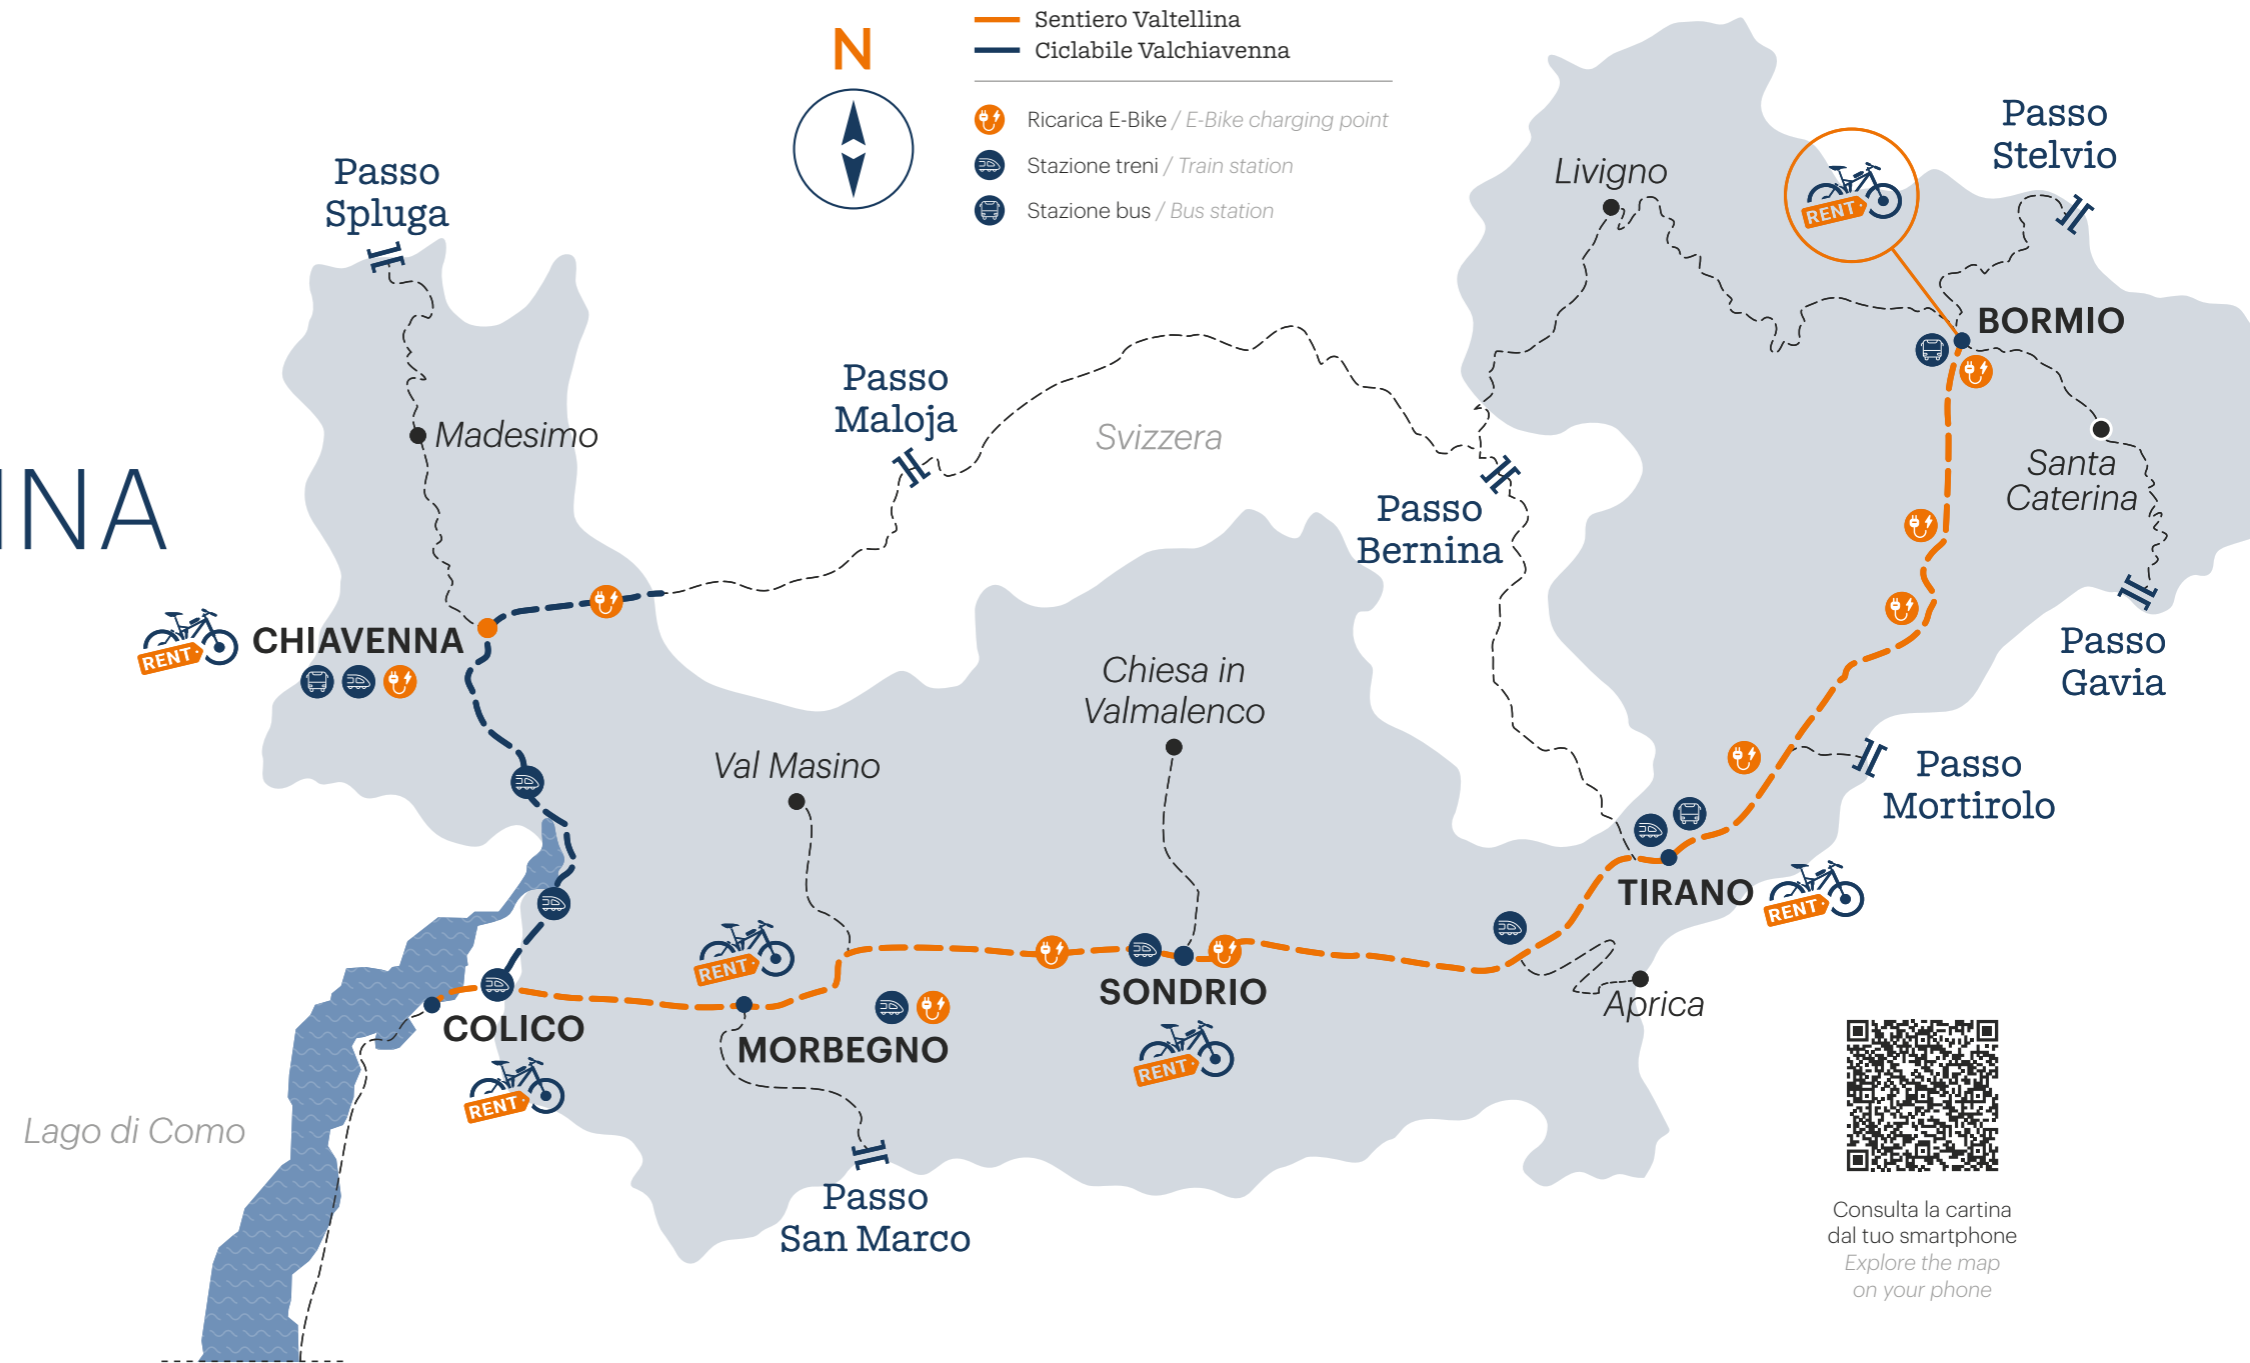 N
Sentiero Valtellina
Ciclabile Valchiavenna
Ricarica E-Bike / E-Bike charging point
Stazione treni / Train station
Stazione bus / Bus station
Passo
Spluga
Madesimo
INA
RENT
CHIAVENNA
Passo
Maloja
Svizzera
Livigno
RENT
Passo
Stelvio
BORMIO
Santa
Caterina
Passo
Bernina
Passo
Gavia
Chiesa in
Valmalenco
Val Masino
Passo
Mortirolo
TIRANO
RENT
RENT
SONDRIO
RENT
Aprica
COLICO
RENT
MORBEGNO
Lago di Como
Passo
San Marco
Consulta la cartina
dal tuo smartphone
Explore the map
on your phone